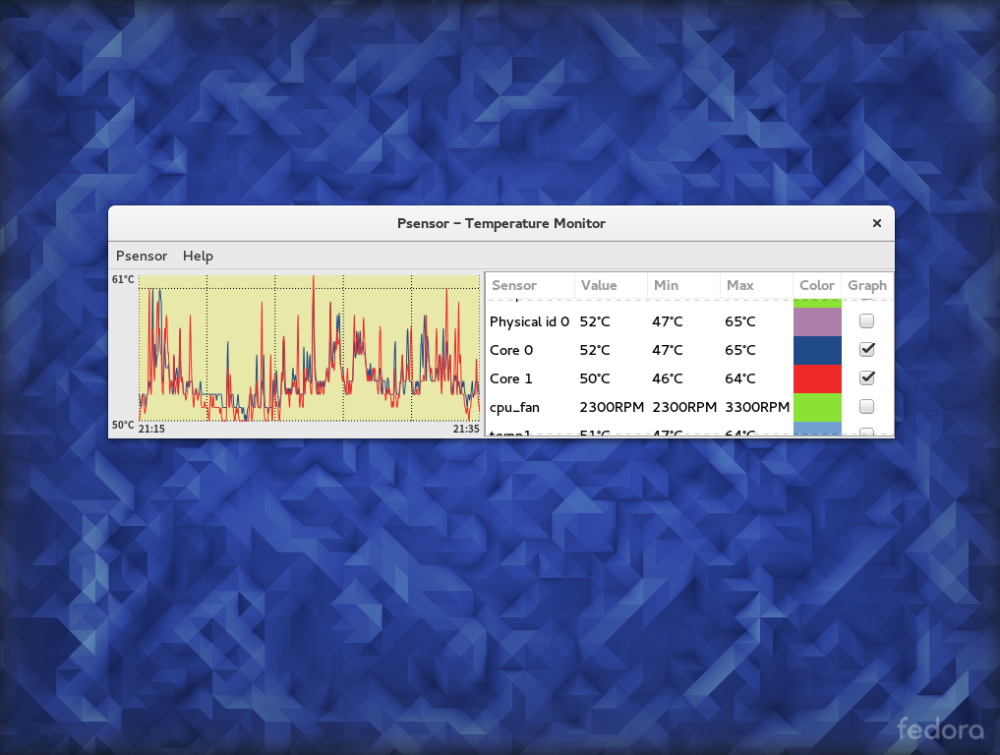 Psensor – Temperature Monitor
Psensor Help
61°C
50°C
21:15 21:35
Sensor Value Min Max Color Graph
Physical id 0 52°C 47°C 65°C
Core 0 52°C 47°C 65°C
Core 1 50°C 46°C 64°C
cpu_fan 2300RPM 2300RPM 3300RPM
temp1 51°C 47°C 64°C
fedora